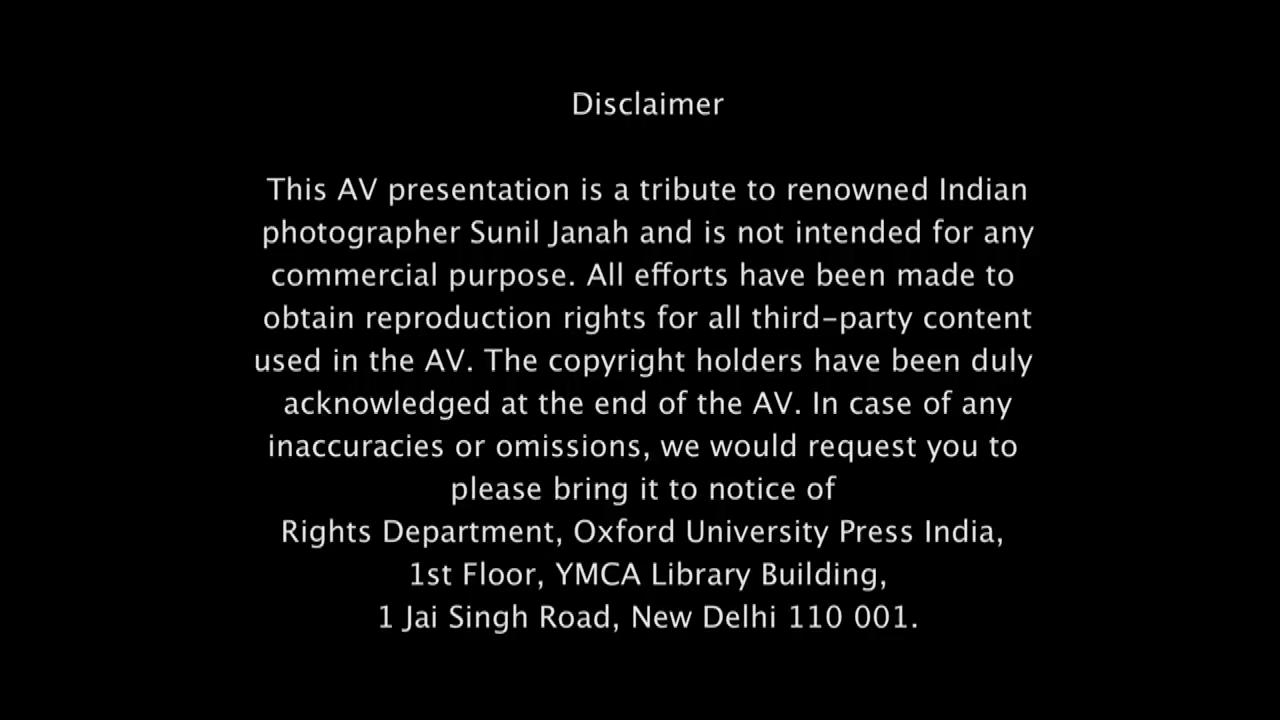 Disclaimer
This AV presentation is a tribute to renowned Indian
photographer Sunil Janah and is not intended for any
commercial purpose. All efforts have been made to
obtain reproduction rights for all third-party content
used in the AV. The copyright holders have been duly
acknowledged at the end of the AV. In case of any
inaccuracies or omissions, we would request you to
please bring it to notice of
Rights Department, Oxford University Press India,
1st Floor, YMCA Library Building,
1 Jai Singh Road, New Delhi 110 001.